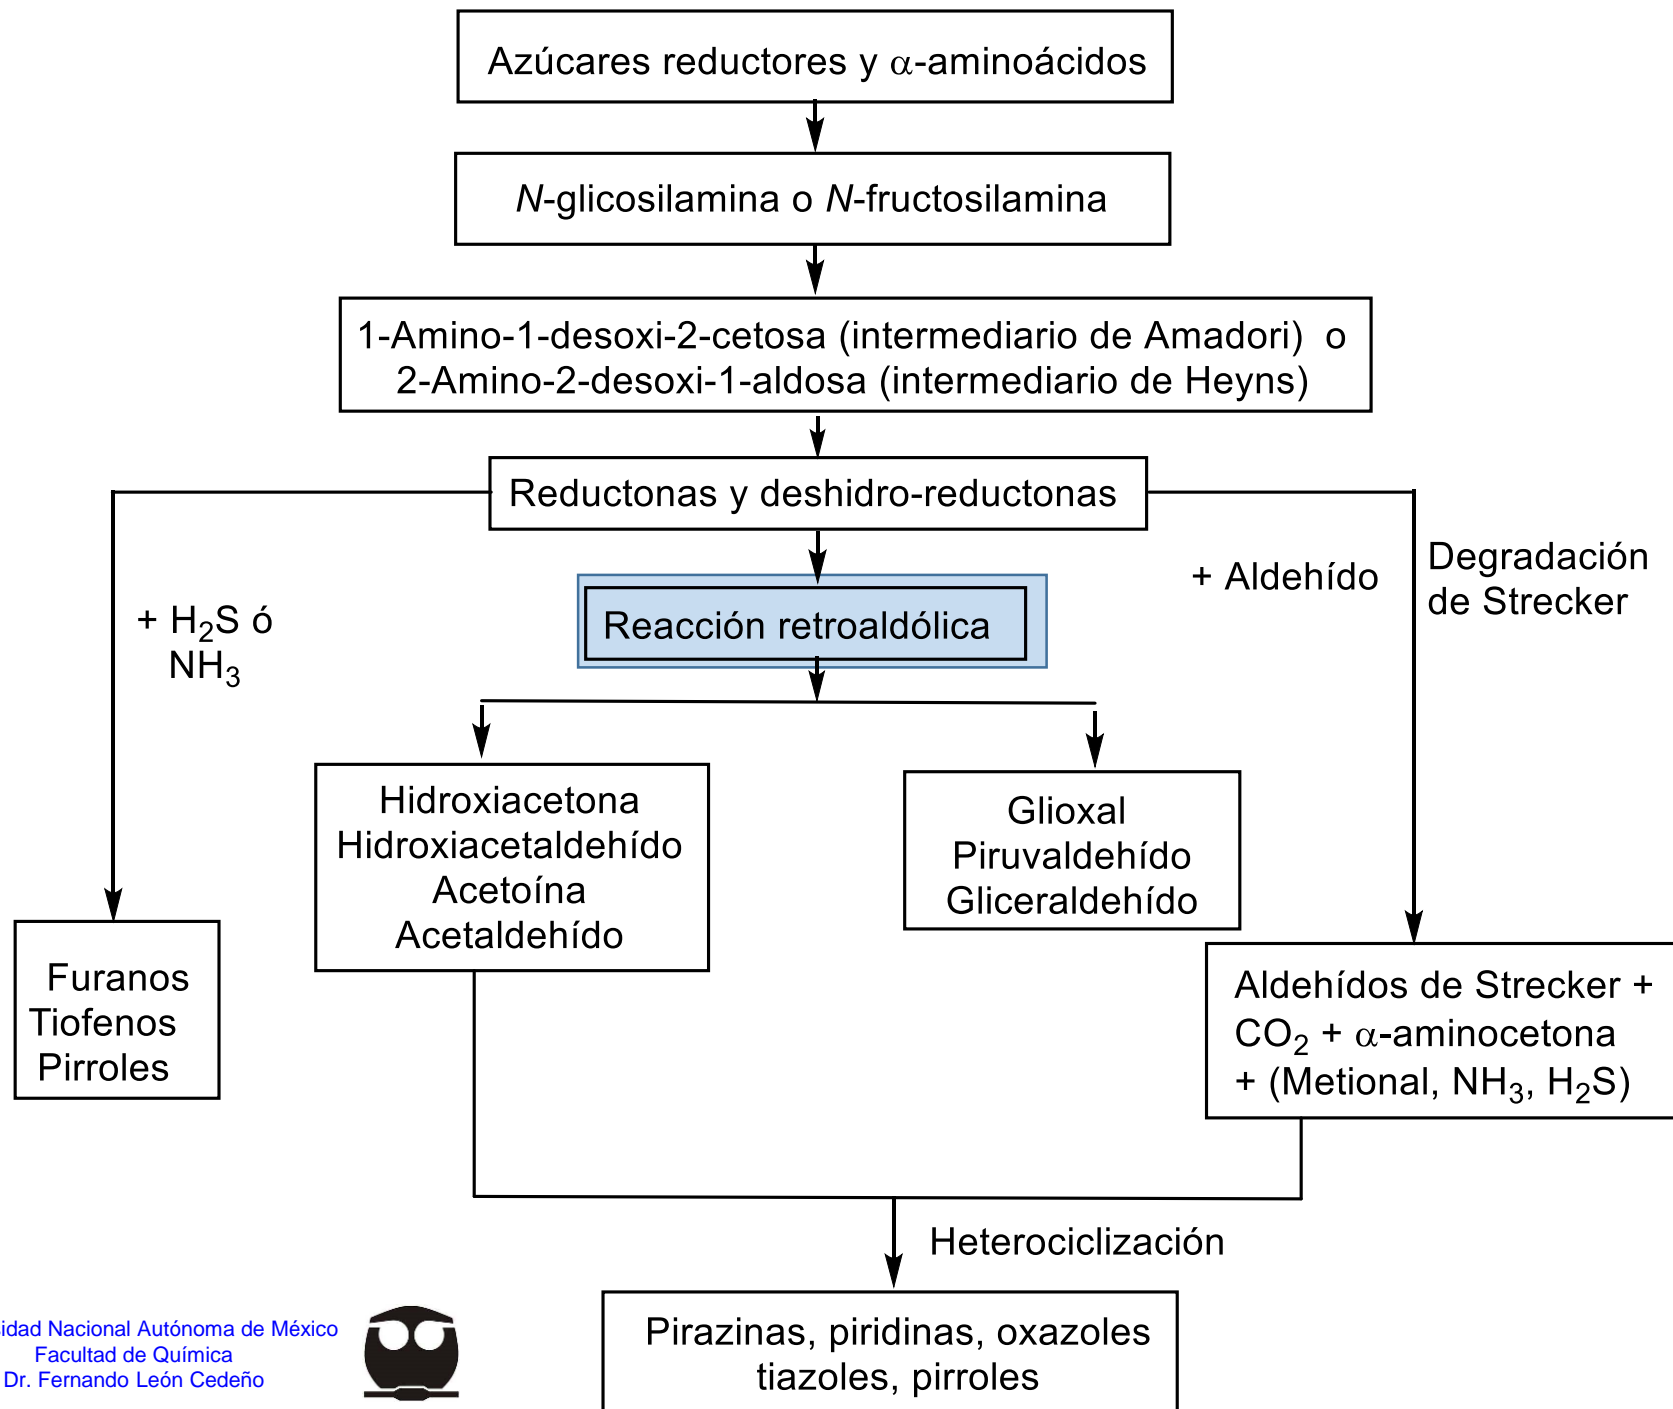 Azúcares reductores y α-aminoácidos
N-glicosilamina o N-fructosilamina
1-Amino-1-desoxi-2-cetosa (intermediario de Amadori) o
2-Amino-2-desoxi-1-aldosa (intermediario de Heyns)
Reductonas y deshidro-reductonas
+ H₂S ó
NH₃
Reacción retroaldólica
+ Aldehído
Degradación
de Strecker
Hidroxiacetona
Hidroxiacetaldehído
Acetoína
Acetaldehído
Glioxal
Piruvaldehído
Gliceraldehído
Furanos
Tiofenos
Pirroles
Aldehídos de Strecker +
CO₂ + α-aminocetona
+ (Metional, NH₃, H₂S)
Heterociclización
Pirazinas, piridinas, oxazoles
tiazoles, pirroles
sidad Nacional Autónoma de México
Facultad de Química
Dr. Fernando León Cedeño